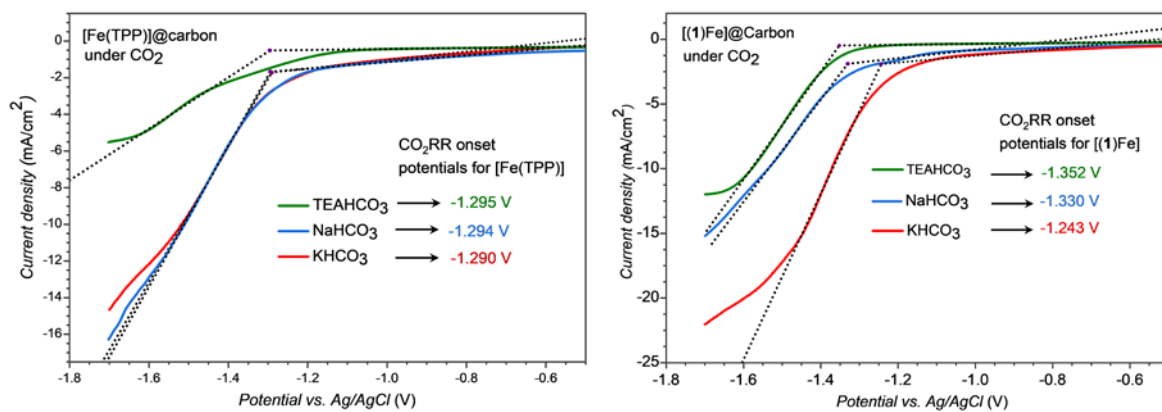 [Fe(TPP)]@carbon
under CO2
CO2RR onset
potentials for [Fe(TPP)]
TEAHCO3 → -1.295 V
NaHCO3 → -1.294 V
KHCO3 → -1.290 V
0
-2
-4
-6
-8
-10
-12
-14
-16
Current density (mA/cm2)
-1.8 -1.6 -1.4 -1.2 -1.0 -0.8 -0.6
Potential vs. Ag/AgCl (V)
[(1)Fe]@Carbon
under CO2
CO2RR onset
potentials for [(1)Fe]
TEAHCO3 → -1.352 V
NaHCO3 → -1.330 V
KHCO3 → -1.243 V
0
-5
-10
-15
-20
-25
Current density (mA/cm2)
-1.8 -1.6 -1.4 -1.2 -1.0 -0.8 -0.6
Potential vs. Ag/AgCl (V)